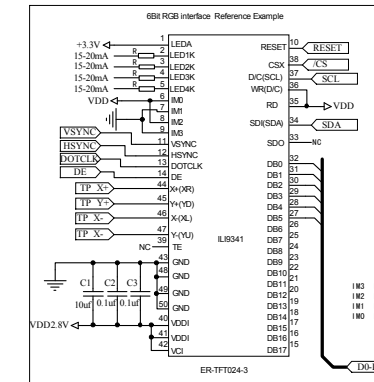 6Bit RGB interface Reference Example
+3.3V 1 LEDA
15-20mA R 2 LED1K
15-20mA R 3 LED2K
15-20mA R 4 LED3K
15-20mA R 5 LED4K
VDD 6 IM0
7 IM1
8 IM2
9 IM3
VSYNC 11 VSYNC
HSYNC 12 HSYNC
DOTCLK 13 DOTCLK
DE 14 DE
TP X+ 44 X+(XR)
TP Y+ 45 Y+(YD)
TP X- 46 X-(XL)
TP X- 47 Y-(YU)
NC 39 TE
43 GND
48 GND
49 GND
50 GND
C1 C2 C3
10uf 0.1uf 0.1uf
VDD2.8V 40 VDDI
41 VDDI
42 VCI
ILI9341
RESET 10 RESET
CSX 38 /CS
D/C(SCL) 37 SCL
WR(D/C) 36
RD 35 VDD
SDI(SDA) 34 SDA
SDO 33 NC
DB0 32
DB1 31
DB2 30
DB3 29
DB4 28
DB5 27
DB6 26
DB7 25
DB8 24
DB9 23
DB10 22
DB11 21
DB12 20
DB13 19
DB14 18
DB15 17
DB16 16
DB17 15
IM3
IM2
IM1
IM0
ER-TFT024-3